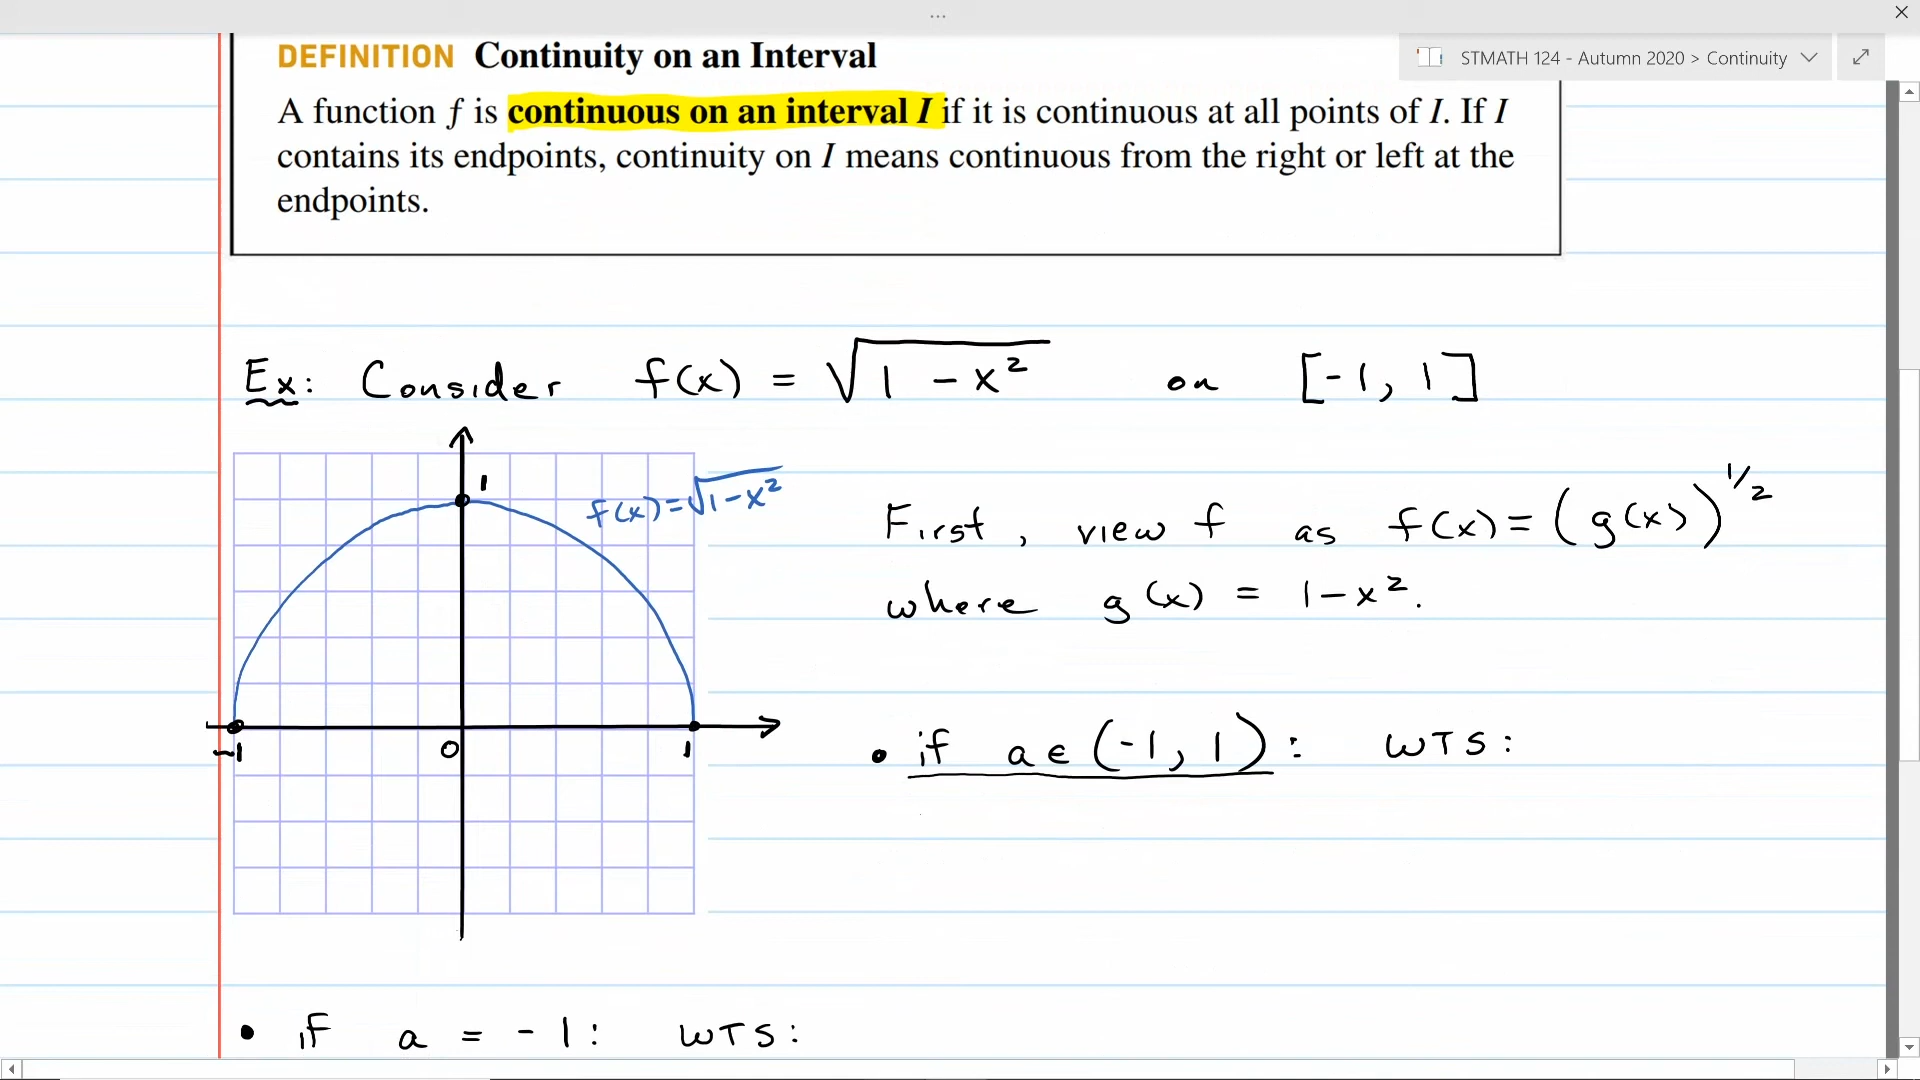 ...
STMATH 124 - Autumn 2020 > Continuity
DEFINITION Continuity on an Interval
A function f is continuous on an interval I if it is continuous at all points of I. If I
contains its endpoints, continuity on I means continuous from the right or left at the
endpoints.
Ex: Consider f(x) = √(1 - x²) on [-1, 1]
1
f(x) = √(1-x²)
First, view f as f(x) = (g(x))^1/2
where g(x) = 1-x².
-1 0 1
• if a ∈ (-1, 1): WTS:
• if a = -1: WTS: